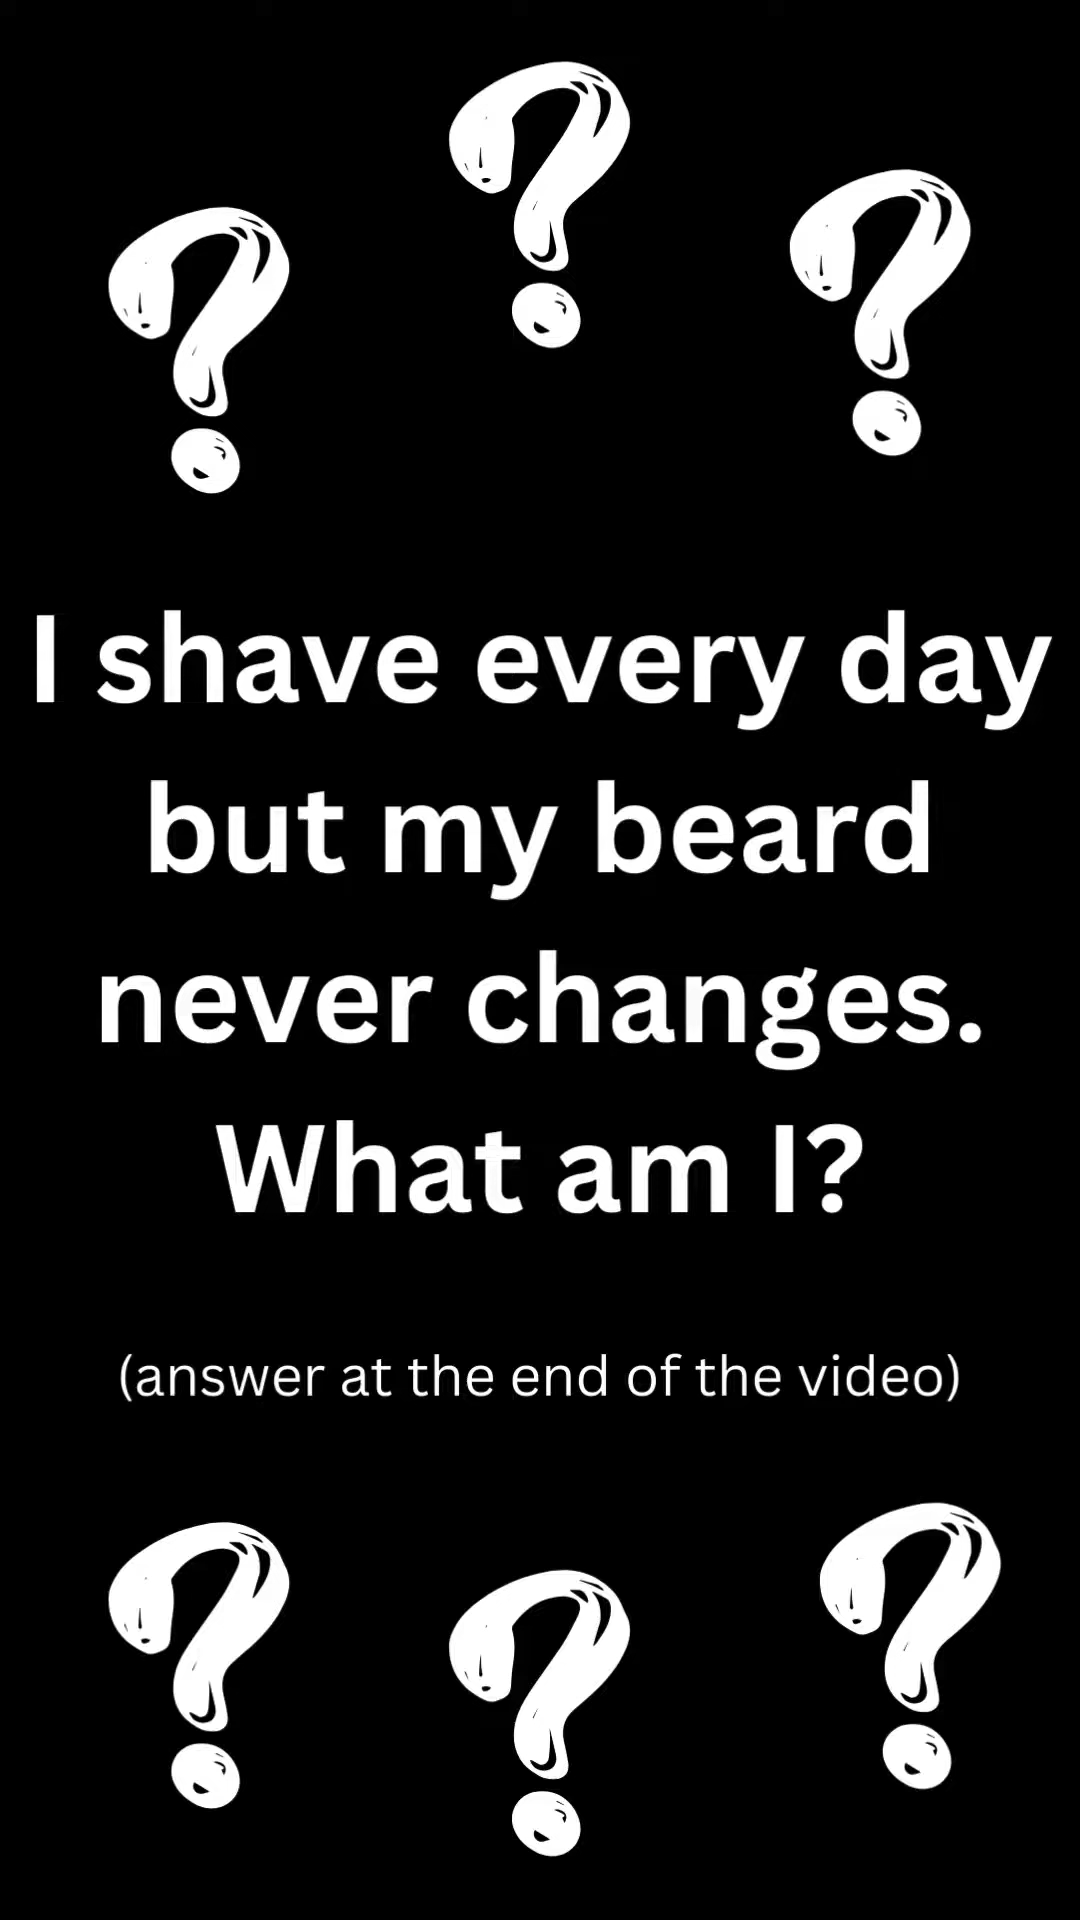 I shave every day
but my beard
never changes.
What am I?
(answer at the end of the video)